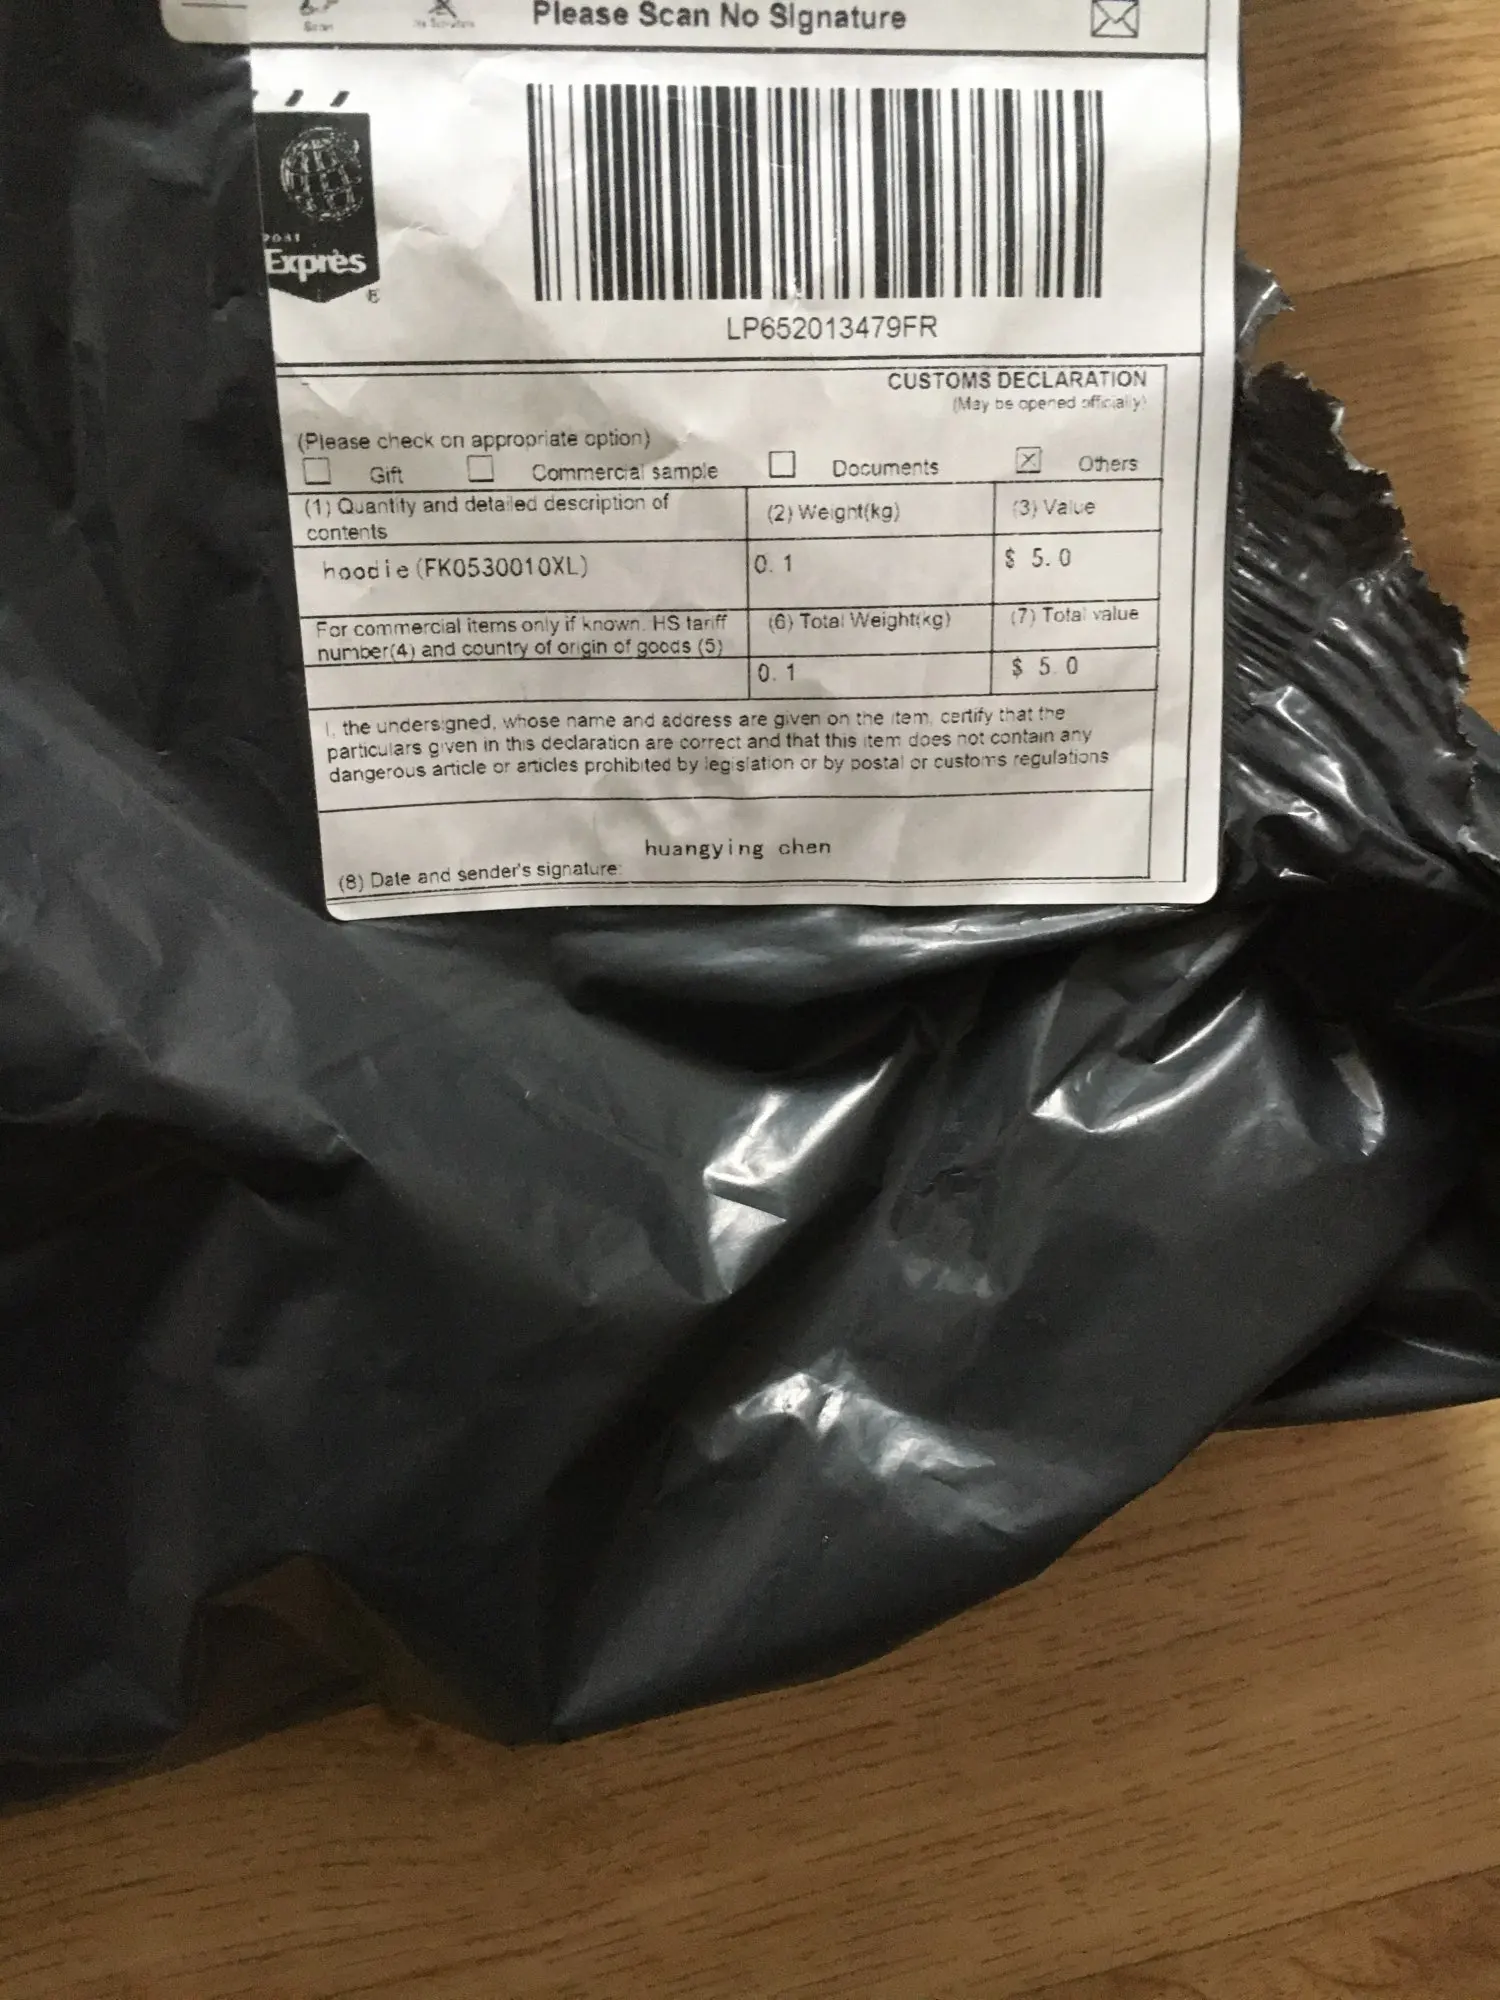 Scan
Please Scan No Signature
POST
Exprès
LP652013479FR
CUSTOMS DECLARATION
(May be opened officially)
(Please check on appropriate option)
Gift Commercial sample Documents Others
(1) Quantity and detailed description of
contents
(2) Weight(kg)
(3) Value
hoodie(FK0530010XL)
0.1
$ 5.0
For commercial items only if known. HS tariff
number(4) and country of origin of goods (5)
(6) Total Weight(kg)
(7) Total value
0.1
$ 5.0
I, the undersigned, whose name and address are given on the item, certify that the
particulars given in this declaration are correct and that this item does not contain any
dangerous article or articles prohibited by legislation or by postal or customs regulations
huangying chen
(8) Date and sender's signature: